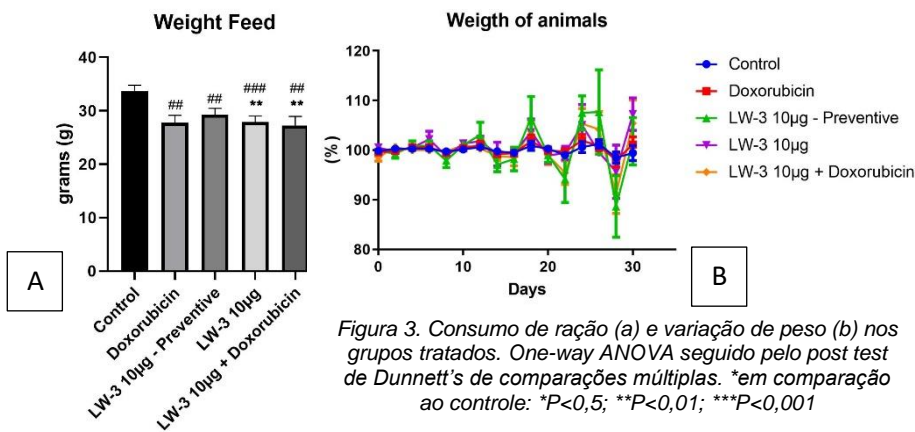 Weight Feed
40
30
20
10
0
grams (g)
##
##
###
**
##
**
Control
Doxorubicin
LW-3 10µg - Preventive
LW-3 10µg
LW-3 10µg + Doxorubicin
A
Weigth of animals
120
110
100
90
80
(%)
0
10
20
30
Days
Control
Doxorubicin
LW-3 10µg - Preventive
LW-3 10µg
LW-3 10µg + Doxorubicin
B
Figura 3. Consumo de ração (a) e variação de peso (b) nos
grupos tratados. One-way ANOVA seguido pelo post test
de Dunnett's de comparações múltiplas. *em comparação
ao controle: *P<0,5; **P<0,01; ***P<0,001